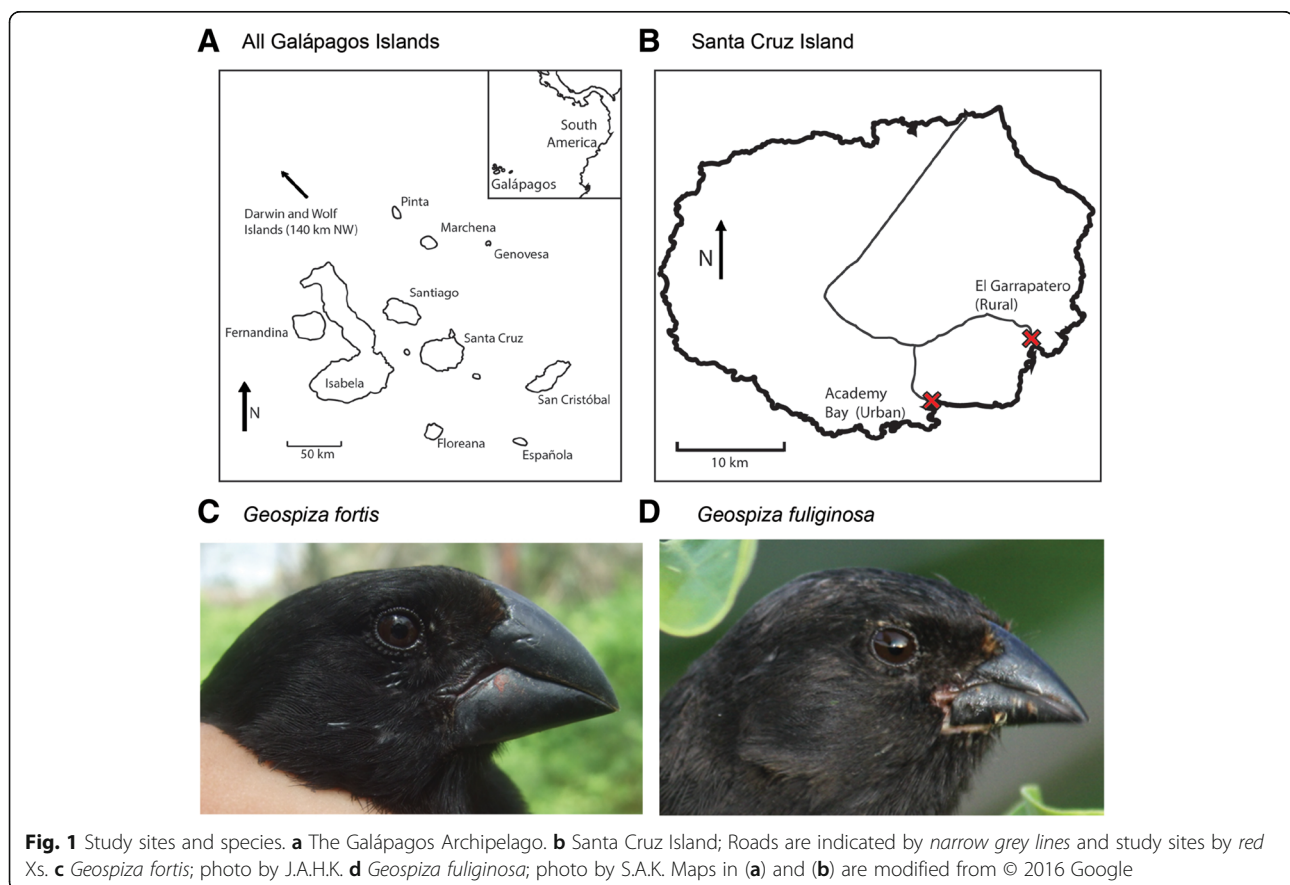 A All Galápagos Islands
B Santa Cruz Island
South
America
Galápagos
Darwin and Wolf
Islands (140 km NW)
Pinta
Marchena
Genovesa
Santiago
Fernandina
Santa Cruz
Isabela
San Cristóbal
N
50 km
Floreana
Española
N
El Garrapatero
(Rural)
Academy
Bay (Urban)
10 km
C Geospiza fortis
D Geospiza fuliginosa
Fig. 1 Study sites and species. a The Galápagos Archipelago. b Santa Cruz Island; Roads are indicated by narrow grey lines and study sites by red
Xs. c Geospiza fortis; photo by J.A.H.K. d Geospiza fuliginosa; photo by S.A.K. Maps in (a) and (b) are modified from © 2016 Google